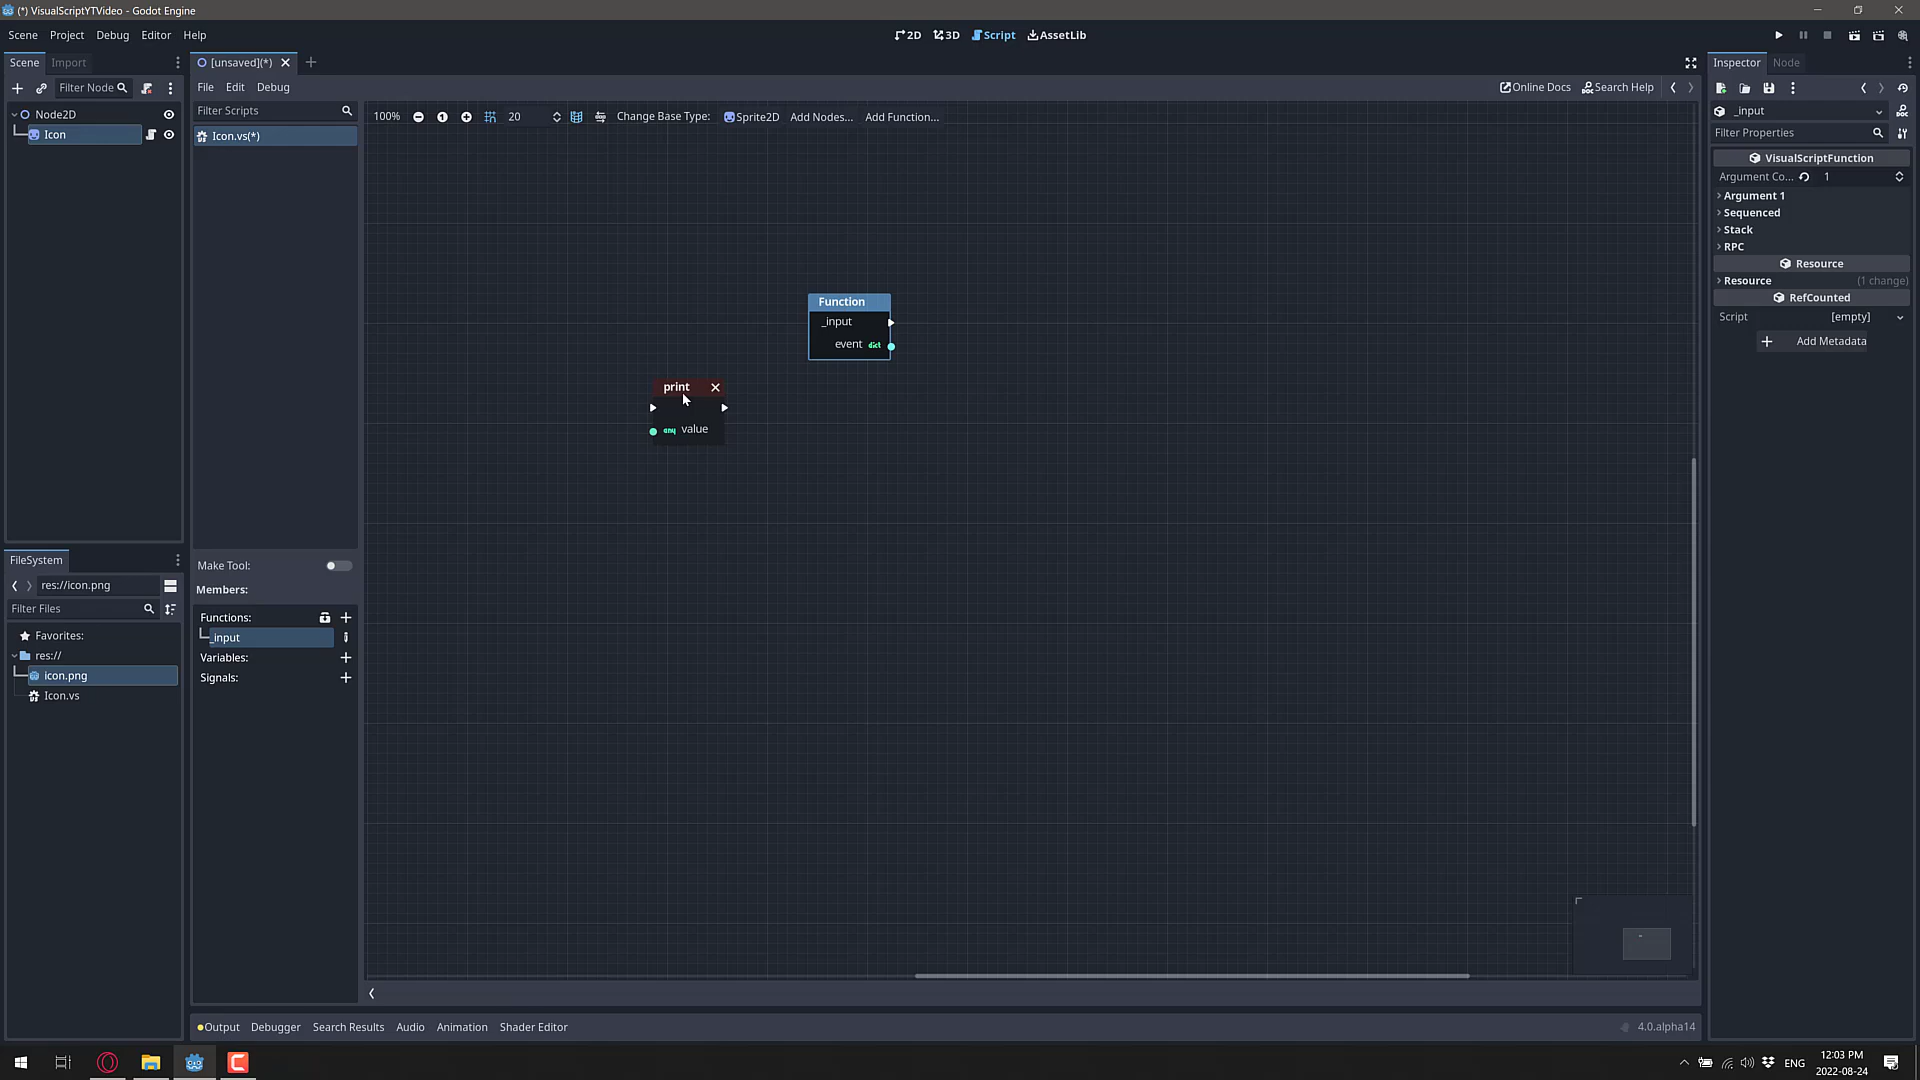 (*) VisualScriptYTVideo - Godot Engine
Scene Project Debug Editor Help
2D 3D Script AssetLib
Scene Import
[unsaved](*)
Inspector Node
Filter Node
File Edit Debug
Online Docs Search Help
Filter Scripts
100% 20 Change Base Type: Sprite2D Add Nodes... Add Function...
_input
Node2D
Icon
Icon.vs(*)
Filter Properties
VisualScriptFunction
Argument Co... 1
Argument 1
Sequenced
Stack
RPC
Resource
Resource (1 change)
RefCounted
Script [empty]
Add Metadata
Function
_input
event dict
print
any value
FileSystem
res://icon.png
Filter Files
Favorites:
res://
icon.png
Icon.vs
Make Tool:
Members:
Functions:
_input
Variables:
Signals:
Output Debugger Search Results Audio Animation Shader Editor
4.0.alpha14
ENG
12:03 PM
2022-08-24